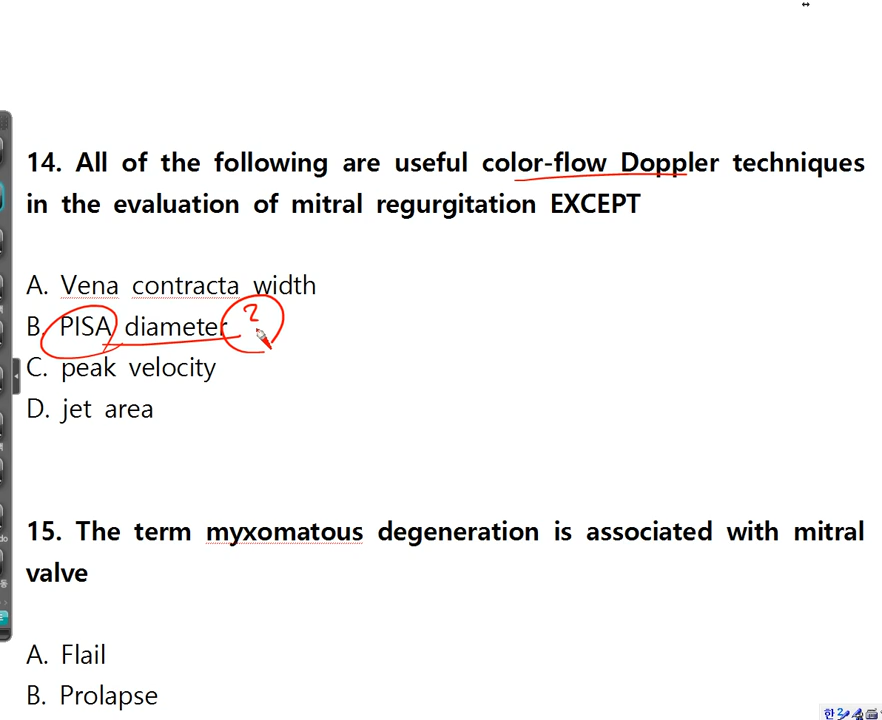 14. All of the following are useful color-flow Doppler techniques
in the evaluation of mitral regurgitation EXCEPT
A. Vena contracta width
B. PISA diameter
2
C. peak velocity
D. jet area
15. The term myxomatous degeneration is associated with mitral
valve
A. Flail
B. Prolapse
한